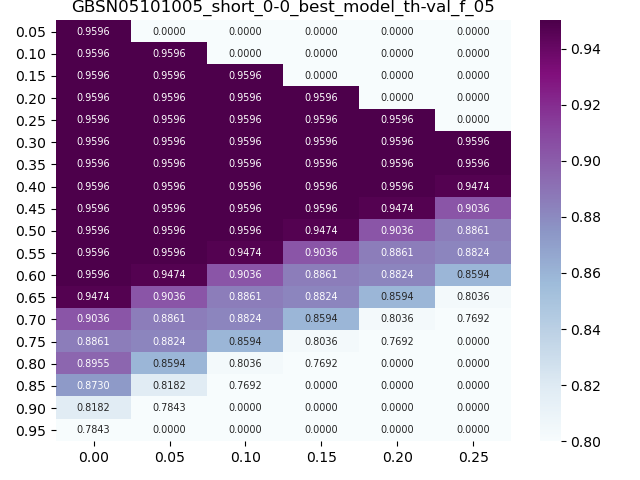 GBSN05101005_short_0-0_best_model_th-val_f_05
0.05 0.9596 0.0000 0.0000 0.0000 0.0000 0.0000
0.10 0.9596 0.9596 0.0000 0.0000 0.0000 0.0000
0.15 0.9596 0.9596 0.9596 0.0000 0.0000 0.0000
0.20 0.9596 0.9596 0.9596 0.9596 0.0000 0.0000
0.25 0.9596 0.9596 0.9596 0.9596 0.9596 0.0000
0.30 0.9596 0.9596 0.9596 0.9596 0.9596 0.9596
0.35 0.9596 0.9596 0.9596 0.9596 0.9596 0.9596
0.40 0.9596 0.9596 0.9596 0.9596 0.9596 0.9474
0.45 0.9596 0.9596 0.9596 0.9596 0.9474 0.9036
0.50 0.9596 0.9596 0.9596 0.9474 0.9036 0.8861
0.55 0.9596 0.9596 0.9474 0.9036 0.8861 0.8824
0.60 0.9596 0.9474 0.9036 0.8861 0.8824 0.8594
0.65 0.9474 0.9036 0.8861 0.8824 0.8594 0.8036
0.70 0.9036 0.8861 0.8824 0.8594 0.8036 0.7692
0.75 0.8861 0.8824 0.8594 0.8036 0.7692 0.0000
0.80 0.8955 0.8594 0.8036 0.7692 0.0000 0.0000
0.85 0.8730 0.8182 0.7692 0.0000 0.0000 0.0000
0.90 0.8182 0.7843 0.0000 0.0000 0.0000 0.0000
0.95 0.7843 0.0000 0.0000 0.0000 0.0000 0.0000
0.00 0.05 0.10 0.15 0.20 0.25
0.94
0.92
0.90
0.88
0.86
0.84
0.82
0.80